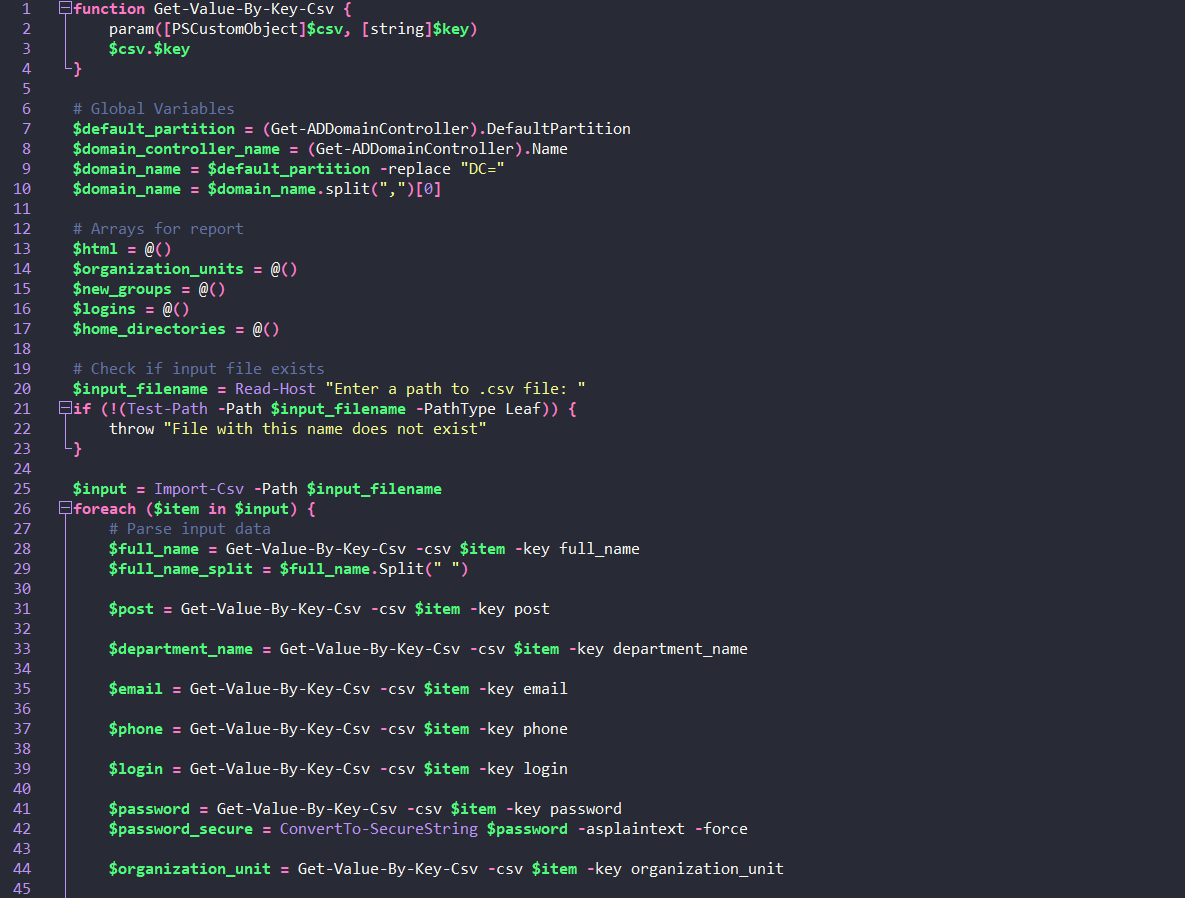 1 function Get-Value-By-Key-Csv {
2 param([PSCustomObject]$csv, [string]$key)
3 $csv.$key
4 }
5
6 # Global Variables
7 $default_partition = (Get-ADDomainController).DefaultPartition
8 $domain_controller_name = (Get-ADDomainController).Name
9 $domain_name = $default_partition -replace "DC="
10 $domain_name = $domain_name.split(",")[0]
11
12 # Arrays for report
13 $html = @()
14 $organization_units = @()
15 $new_groups = @()
16 $logins = @()
17 $home_directories = @()
18
19 # Check if input file exists
20 $input_filename = Read-Host "Enter a path to .csv file: "
21 if (!(Test-Path -Path $input_filename -PathType Leaf)) {
22 throw "File with this name does not exist"
23 }
24
25 $input = Import-Csv -Path $input_filename
26 foreach ($item in $input) {
27 # Parse input data
28 $full_name = Get-Value-By-Key-Csv -csv $item -key full_name
29 $full_name_split = $full_name.Split(" ")
30
31 $post = Get-Value-By-Key-Csv -csv $item -key post
32
33 $department_name = Get-Value-By-Key-Csv -csv $item -key department_name
34
35 $email = Get-Value-By-Key-Csv -csv $item -key email
36
37 $phone = Get-Value-By-Key-Csv -csv $item -key phone
38
39 $login = Get-Value-By-Key-Csv -csv $item -key login
40
41 $password = Get-Value-By-Key-Csv -csv $item -key password
42 $password_secure = ConvertTo-SecureString $password -asplaintext -force
43
44 $organization_unit = Get-Value-By-Key-Csv -csv $item -key organization_unit
45